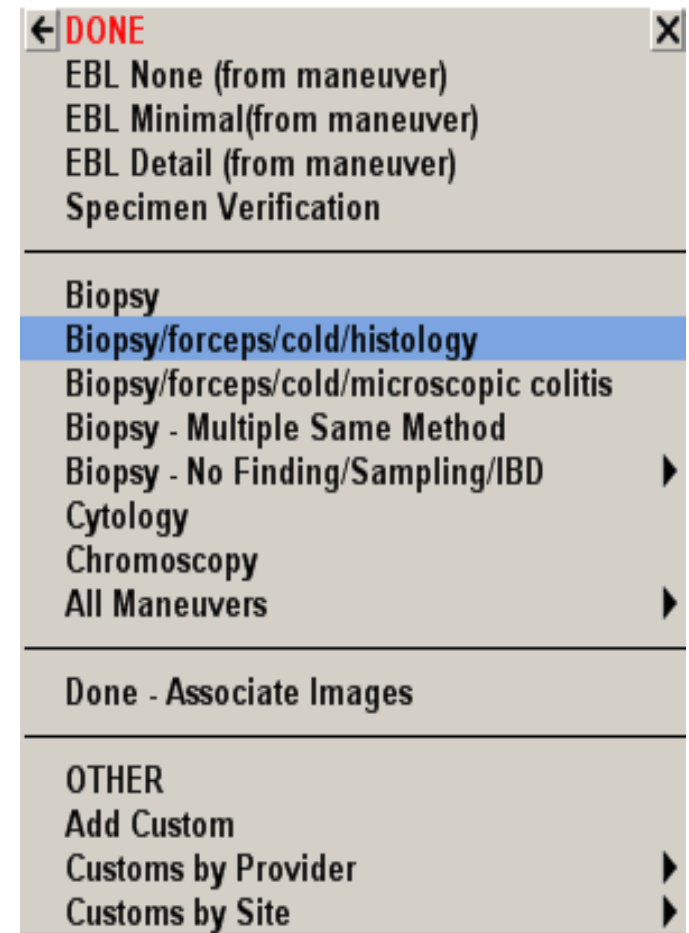 DONE
EBL None (from maneuver)
EBL Minimal(from maneuver)
EBL Detail (from maneuver)
Specimen Verification
Biopsy
Biopsy/forceps/cold/histology
Biopsy/forceps/cold/microscopic colitis
Biopsy - Multiple Same Method
Biopsy - No Finding/Sampling/IBD
Cytology
Chromoscopy
All Maneuvers
Done - Associate Images
OTHER
Add Custom
Customs by Provider
Customs by Site